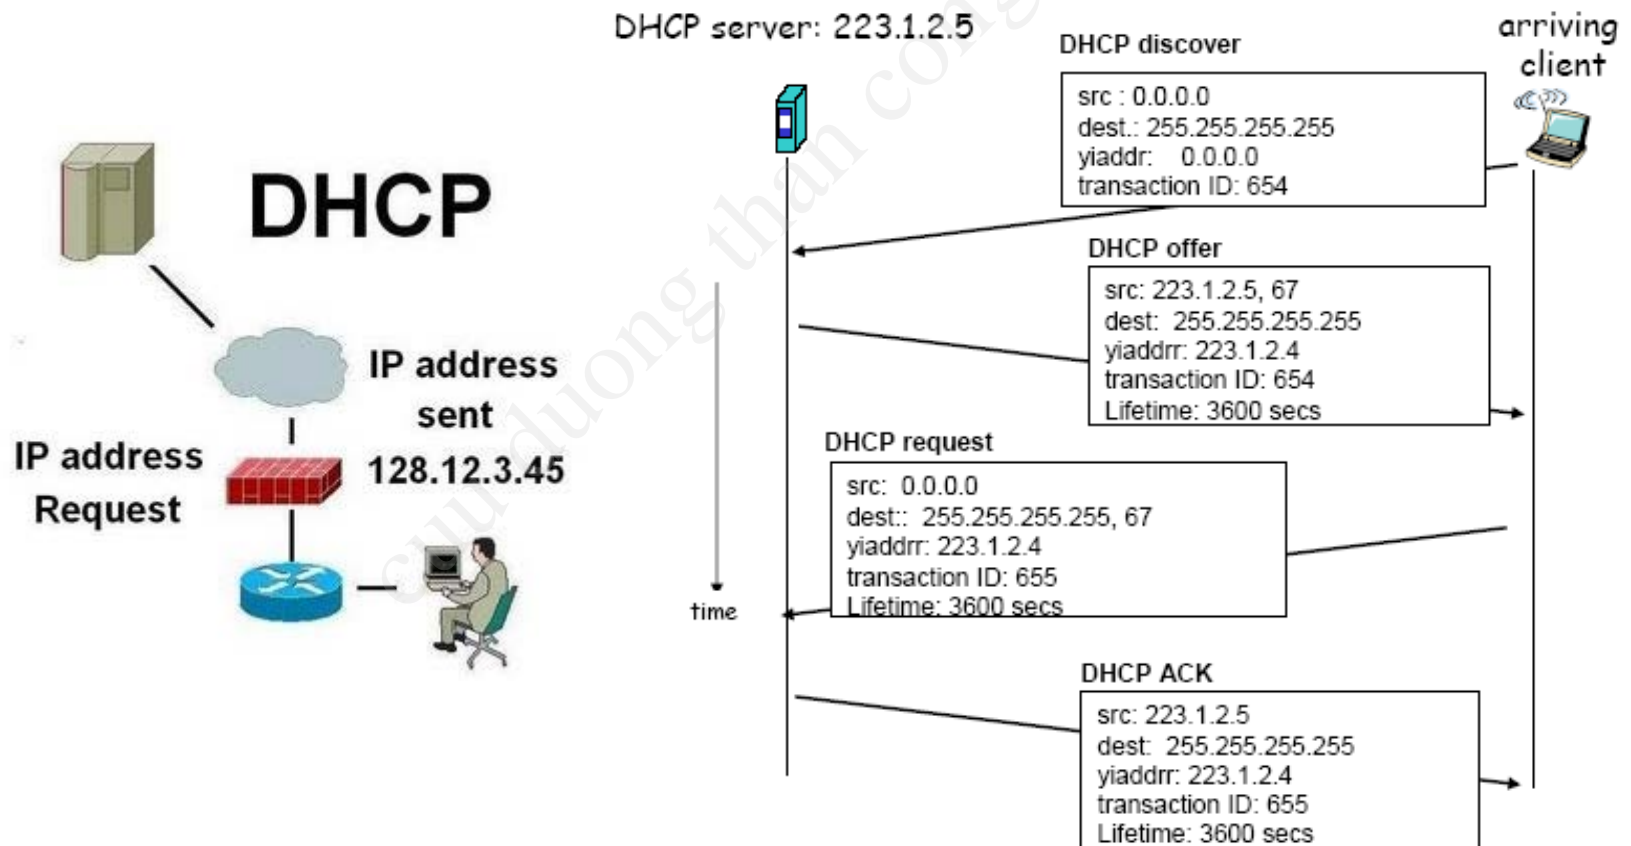 DHCP
IP address
sent
128.12.3.45
IP address
Request
DHCP server: 223.1.2.5
arriving
client
DHCP discover
src : 0.0.0.0
dest.: 255.255.255.255
yiaddr: 0.0.0.0
transaction ID: 654
DHCP offer
src: 223.1.2.5, 67
dest: 255.255.255.255
yiaddrr: 223.1.2.4
transaction ID: 654
Lifetime: 3600 secs
DHCP request
src: 0.0.0.0
dest:: 255.255.255.255, 67
yiaddrr: 223.1.2.4
transaction ID: 655
Lifetime: 3600 secs
time
DHCP ACK
src: 223.1.2.5
dest: 255.255.255.255
yiaddrr: 223.1.2.4
transaction ID: 655
Lifetime: 3600 secs
cuu duong than cong